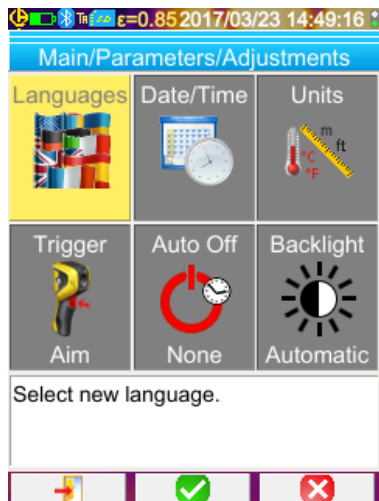 ε=0.85 2017/03/23 14:49:16
Main/Parameters/Adjustments
Languages Date/Time Units
m
ft
°C
°F
Trigger Auto Off Backlight
Aim None Automatic
Select new language.